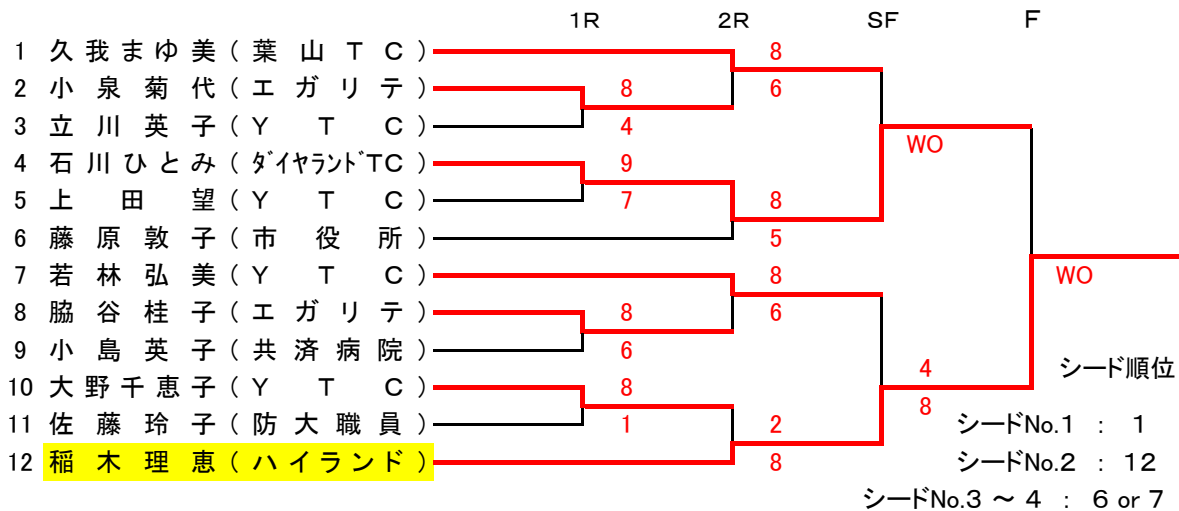 1R 2R SF F
1 久我まゆ美(葉山TC) 8
2 小泉菊代(エガリテ) 8 6
3 立川英子(YTC) 4 WO
4 石川ひとみ(ダイヤランドTC) 9
5 上田望(YTC) 7 8
6 藤原敦子(市役所) 5
7 若林弘美(YTC) 8 WO
8 脇谷桂子(エガリテ) 8 6
9 小島英子(共済病院) 6 4 シード順位
10 大野千恵子(YTC) 8 8
11 佐藤玲子(防大職員) 1 2 シードNo.1 : 1
12 稲木理恵(ハイランド) 8 シードNo.2 : 12
シードNo.3 ~ 4 : 6 or 7